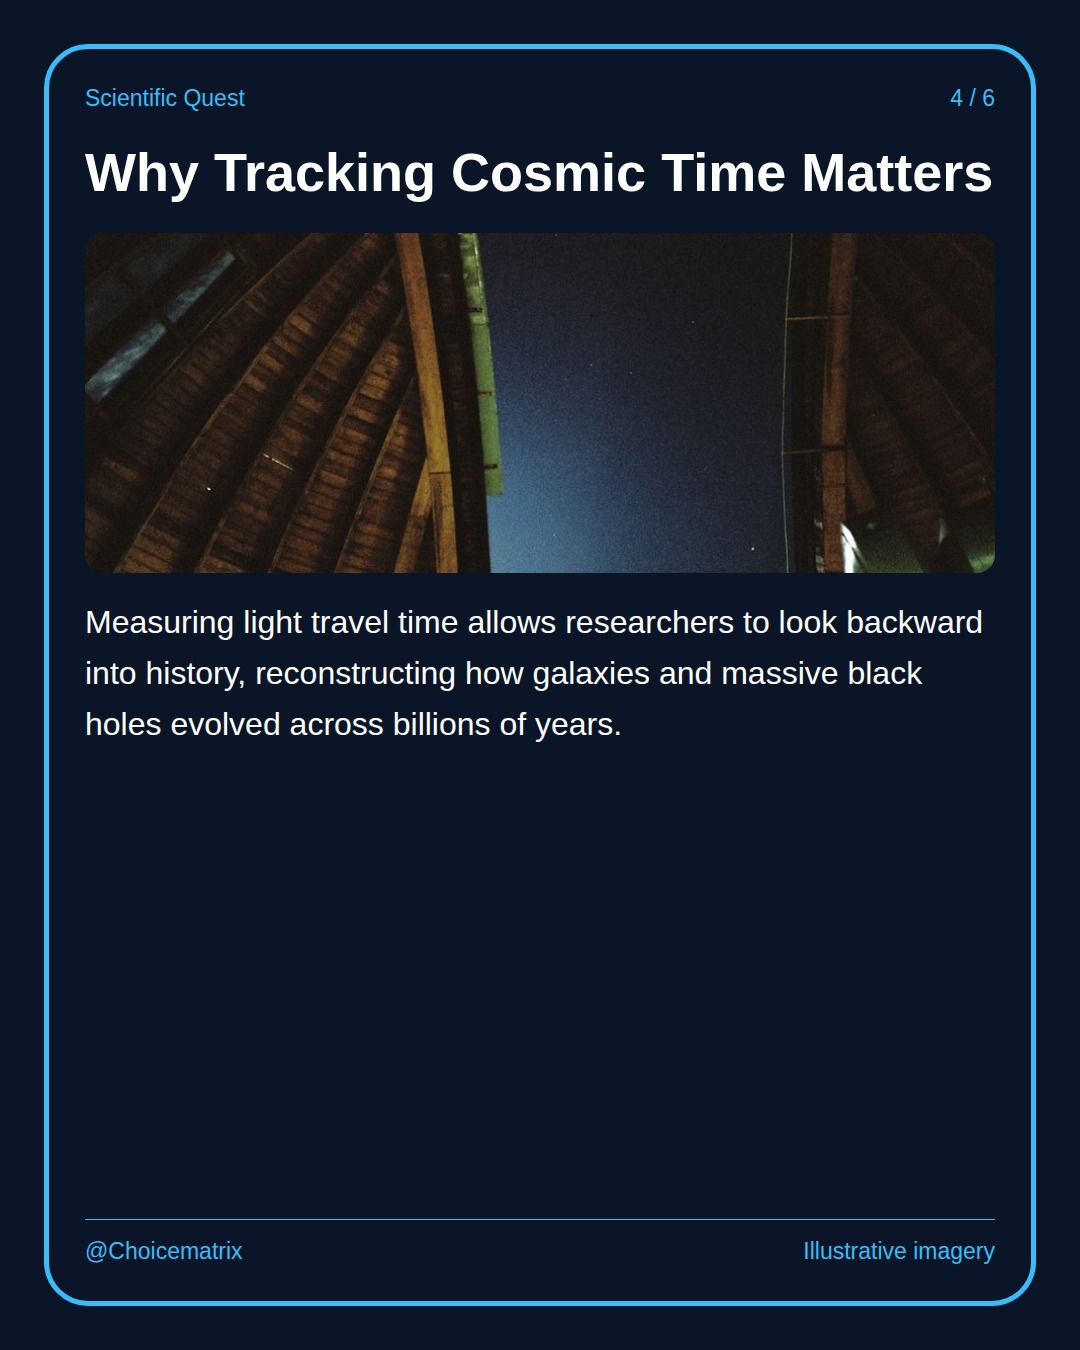 Scientific Quest
4 / 6
Why Tracking Cosmic Time Matters
Measuring light travel time allows researchers to look backward
into history, reconstructing how galaxies and massive black
holes evolved across billions of years.
@Choicematrix
Illustrative imagery